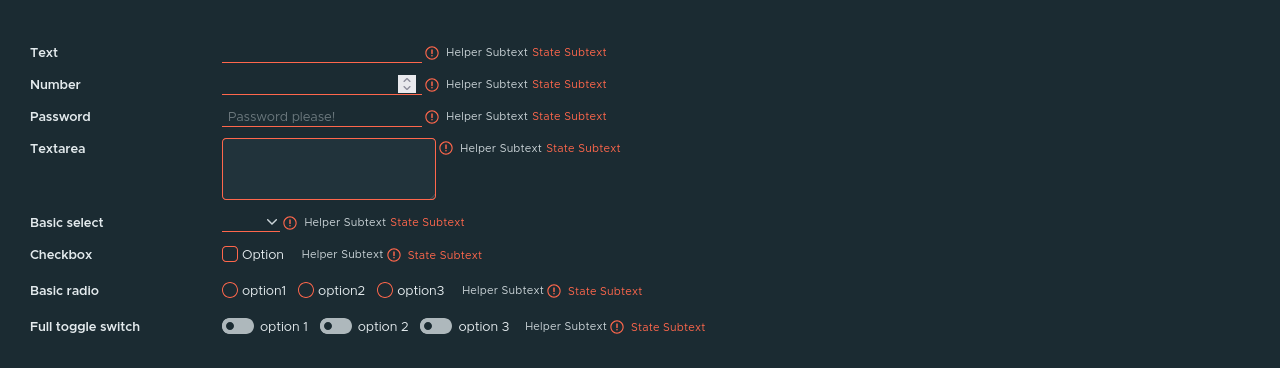 Text Helper Subtext State Subtext
Number Helper Subtext State Subtext
Password Password please! Helper Subtext State Subtext
Textarea Helper Subtext State Subtext
Basic select Helper Subtext State Subtext
Checkbox Option Helper Subtext State Subtext
Basic radio option1 option2 option3 Helper Subtext State Subtext
Full toggle switch option 1 option 2 option 3 Helper Subtext State Subtext